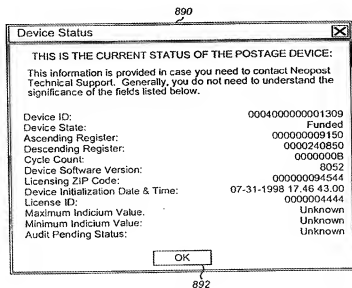 890
Device Status
THIS IS THE CURRENT STATUS OF THE POSTAGE DEVICE:
This information is provided in case you need to contact Neopost
Technical Support. Generally, you do not need to understand the
significance of the fields listed below.
Device ID: 0004000000001309
Device State: Funded
Ascending Register: 000000009150
Descending Register: 0000240850
Cycle Count: 0000000B
Device Software Version: 8052
Licensing ZIP Code: 000000094544
Device Initialization Date & Time: 07-31-1998 17.46 43.00
License ID: 0000004444
Maximum Indicium Value. Unknown
Minimum Indicium Value: Unknown
Audit Pending Status: Unknown
OK
892